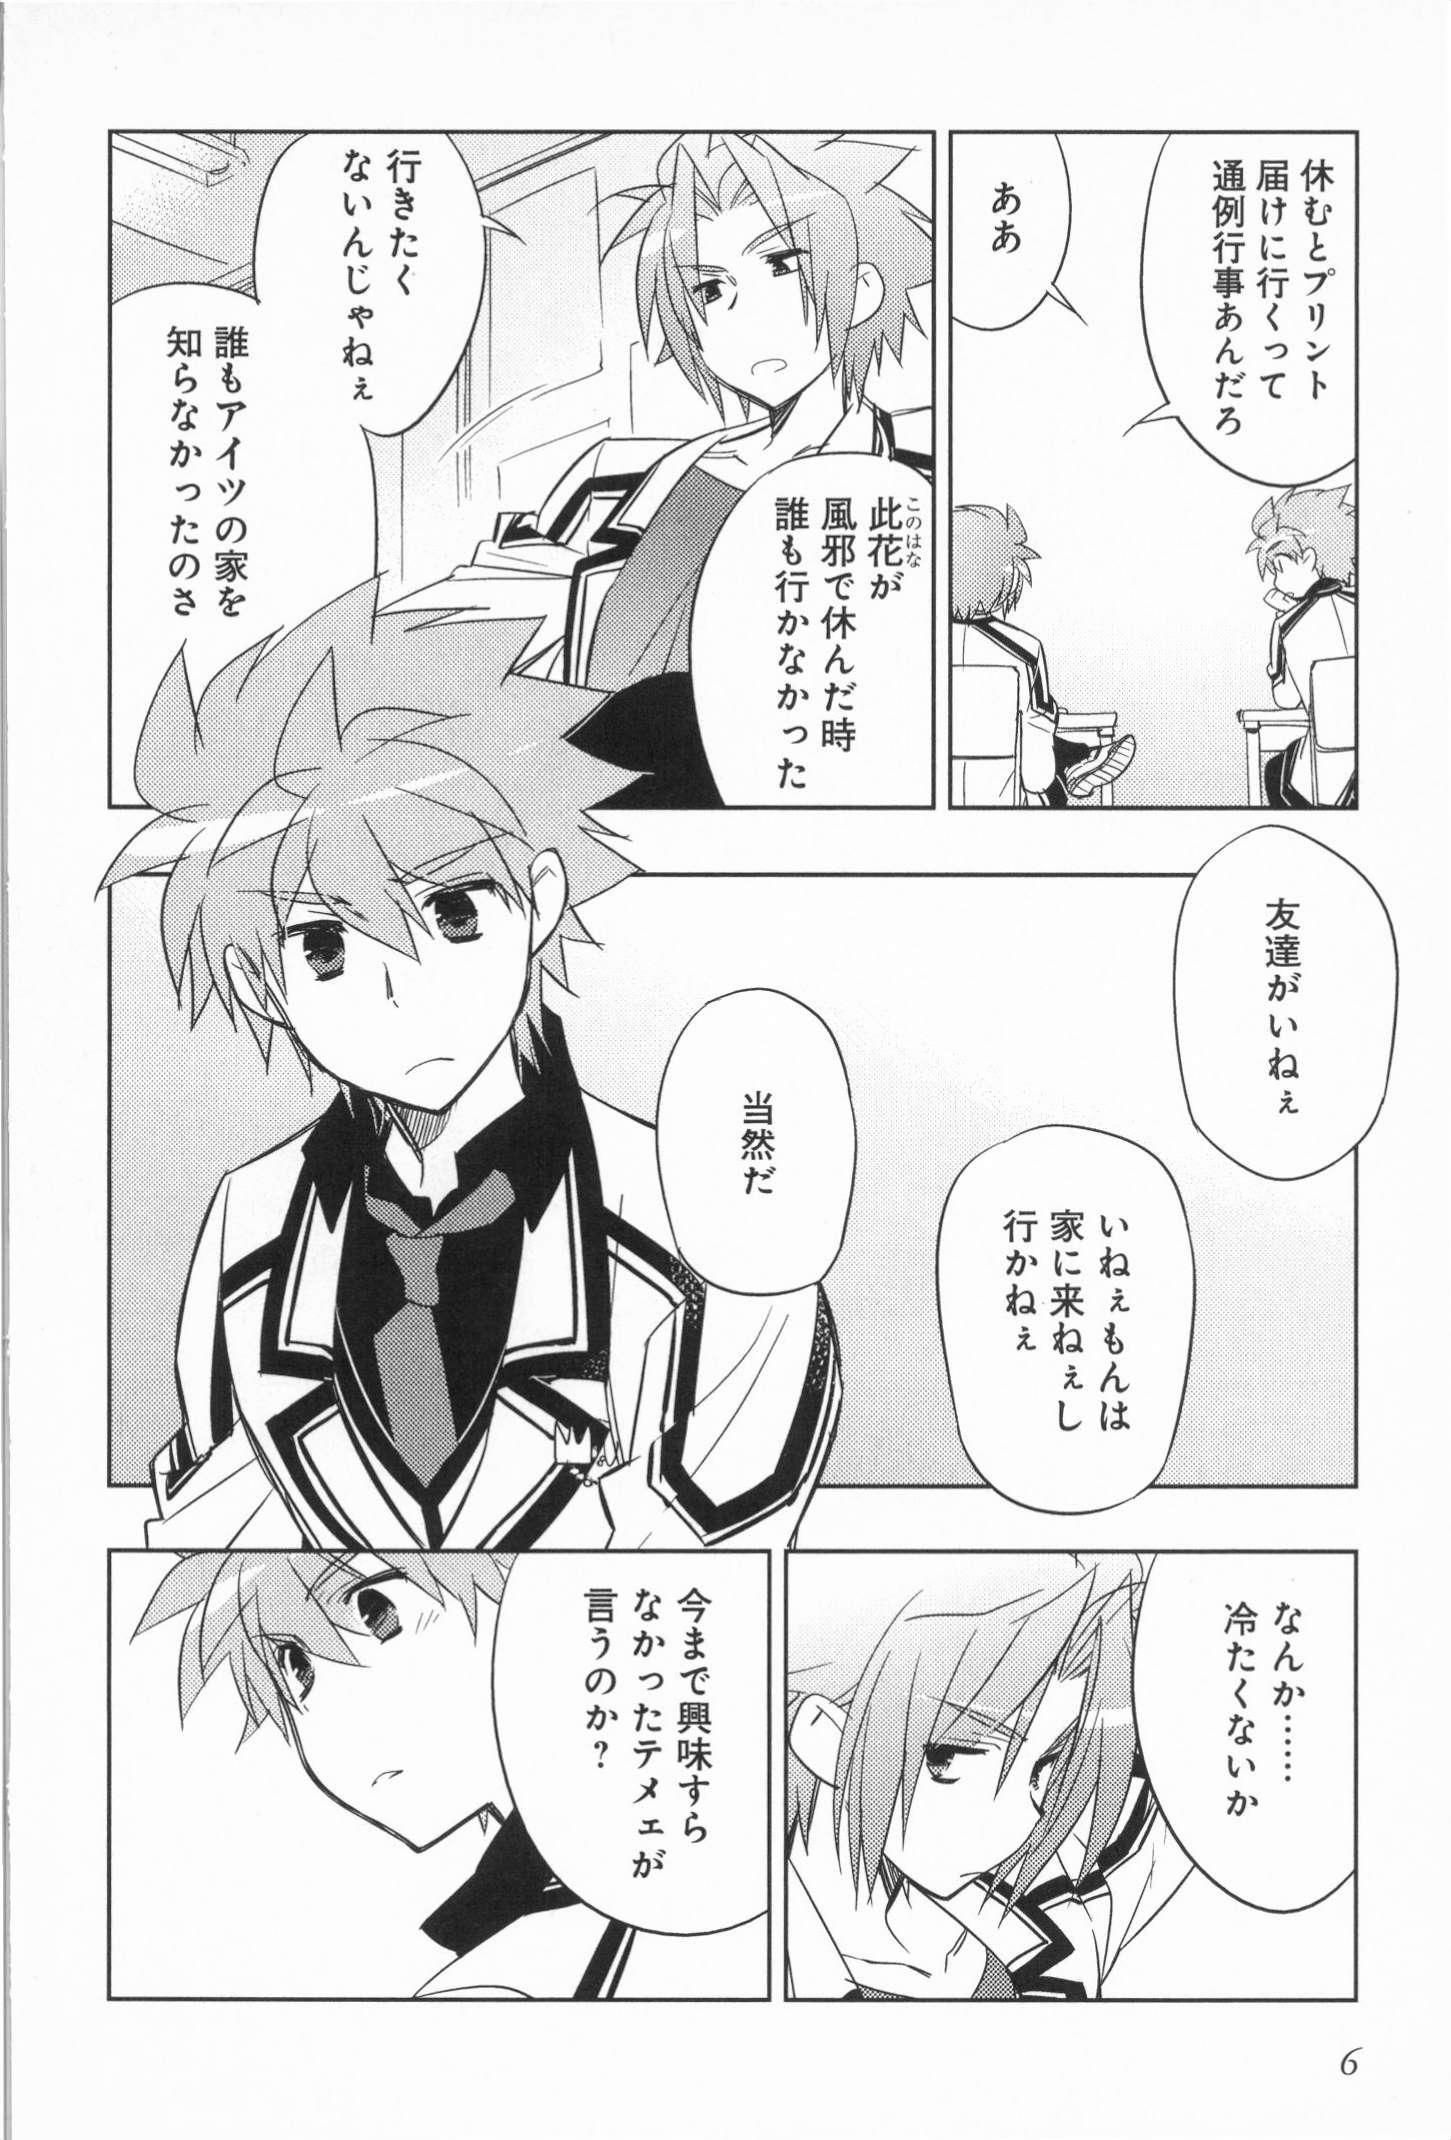 休むとプリント
届けに行くって
通例行事あんだろ
ああ
此花が
このはな
風邪で休んだ時
誰も行かなかった
行きたく
ないんじゃねぇ
誰もアイツの家を
知らなかったのさ
友達がいねぇ
いねぇもんは
家に来ねぇし
行かねぇ
当然だ
なんか……
冷たくないか
今まで興味すら
なかったテメェが
言うのか?
6